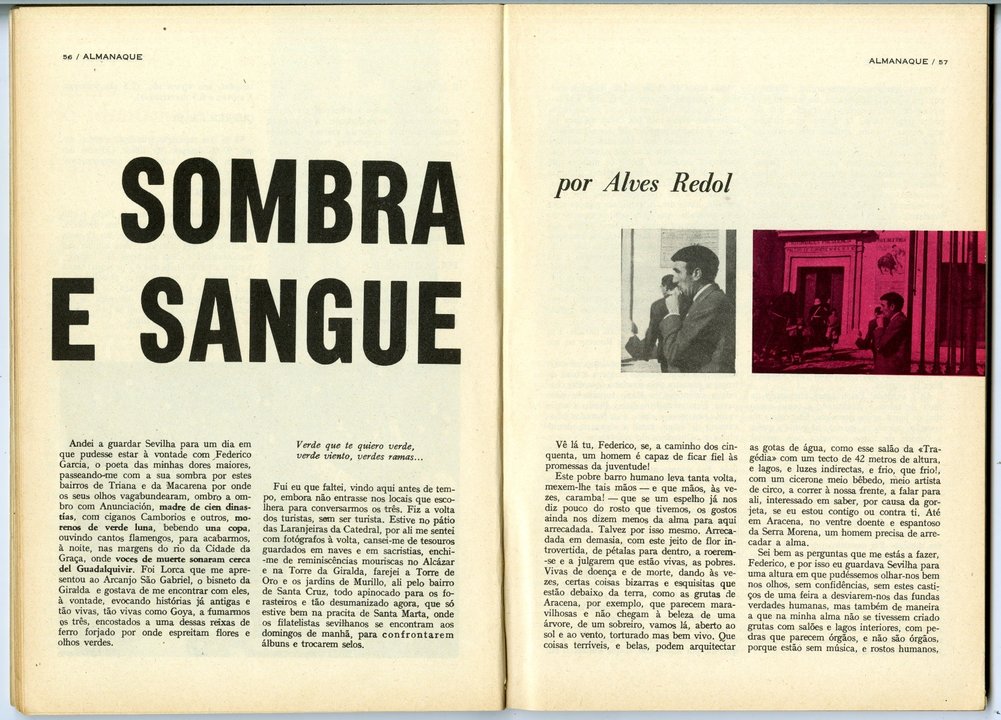 56 / ALMANAQUE
SOMBRA
E SANGUE
Andei a guardar Sevilha para um dia em
que pudesse estar à vontade com Federico
Garcia, o poeta das minhas dores maiores,
passeando-me com a sua sombra por estes
bairros de Triana e da Macarena por onde
os seus olhos vagabundearam, ombro a om-
bro com Anunciación, madre de cien dinas-
tías, com ciganos Camborios e outros, mo-
renos de verde luna, bebendo una copa,
ouvindo cantos flamengos, para acabarmos,
à noite, nas margens do rio da Cidade da
Graça, onde voces de muerte sonaram cerca
del Guadalquivir. Foi Lorca que me apre-
sentou ao Arcanjo São Gabriel, o bisneto da
Giralda e gostava de me encontrar com eles,
à vontade, evocando histórias já antigas e
tão vivas, tão vivas como Goya, a fumarmos
os três, encostados a uma dessas reixas de
ferro forjado por onde espreitam flores e
olhos verdes.
Verde que te quiero verde,
verde viento, verdes ramas...
Fui eu que faltei, vindo aqui antes de tem-
po, embora não entrasse nos locais que esco-
lhera para conversarmos os três. Fiz a volta
dos turistas, sem ser turista. Estive no pátio
das Laranjeiras da Catedral, por ali me sentei
com fotógrafos à volta, cansei-me de tesouros
guardados em naves e em sacristias, enchi-
-me de reminiscências mouriscas no Alcázar
e na Torre da Giralda, farejei a Torre de
Oro e os jardins de Murillo, ali pelo bairro
de Santa Cruz, todo apinocado para os fo-
rasteiros e tão desumanizado agora, que só
estive bem na pracita de Santa Marta, onde
os filatelistas sevilhanos se encontram aos
domingos de manhã, para confrontarem
álbuns e trocarem selos.
ALMANAQUE / 57
por Alves Redol
Vê lá tu, Federico, se, a caminho dos cin-
quenta, um homem é capaz de ficar fiel às
promessas da juventude!
Este pobre barro humano leva tanta volta,
mexem-lhe tais mãos — e que mãos, às ve-
zes, caramba! — que se um espelho já nos
diz pouco do rosto que tivemos, os gostos
ainda nos dizem menos da alma para aqui
arrecadada. Talvez por isso mesmo. Arreca-
dada em demasia, com este jeito de flor in-
trovertida, de pétalas para dentro, a roerem-
-se e a julgarem que estão vivas, as pobres.
Vivas de doença e de morte, dando às ve-
zes, certas coisas bizarras e esquisitas que
estão debaixo da terra, como as grutas de
Aracena, por exemplo, que parecem mara-
vilhosas e não chegam à beleza de uma
árvore, de um sobreiro, vamos lá, aberto ao
sol e ao vento, torturado mas bem vivo. Que
coisas terríveis, e belas, podem arquitectar
as gotas de água, como esse salão da «Tra-
gédia» com um tecto de 42 metros de altura,
e lagos, e luzes indirectas, e frio, que frio!,
com um cicerone meio bêbedo, meio artista
de circo, a correr à nossa frente, a falar para
ali, interessado em saber, por causa da gor-
jeta, se eu estou contigo ou contra ti. Até
em Aracena, no ventre doente e espantoso
da Serra Morena, um homem precisa de arre-
cadar a alma.
Sei bem as perguntas que me estás a fazer,
Federico, e por isso eu guardava Sevilha para
uma altura em que pudéssemos olhar-nos bem
nos olhos, sem confidências, sem estes casti-
ços de uma feira a desviarem-nos das fundas
verdades humanas, mas também de maneira
a que na minha alma não se tivessem criado
grutas com salões e lagos interiores, com pe-
dras que parecem órgãos, e não são órgãos,
porque estão sem música, e rostos humanos,